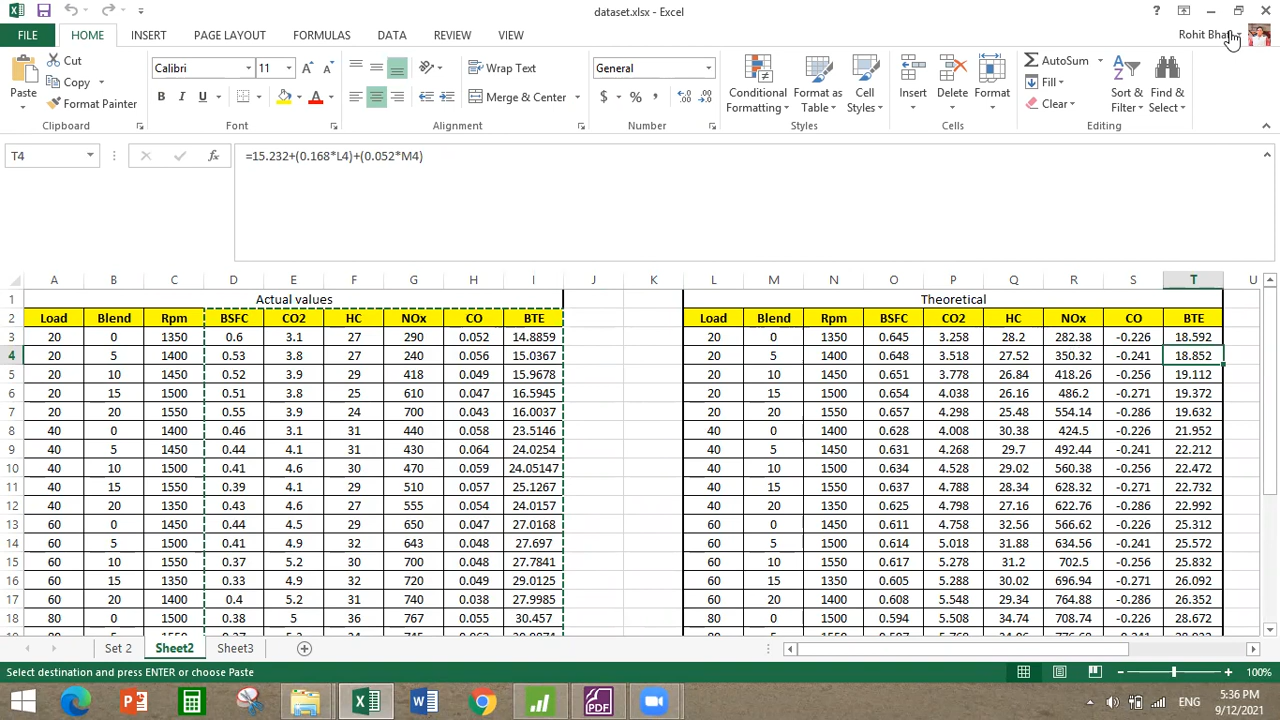 dataset.xlsx - Excel
FILE HOME INSERT PAGE LAYOUT FORMULAS DATA REVIEW VIEW Rohit Bhatt
Paste Cut Copy Format Painter
Calibri 11 B I U A
Wrap Text Merge & Center
General $ % ,
Conditional Formatting Format as Table Cell Styles
Insert Delete Format
AutoSum Fill Clear Sort & Filter Find & Select
Clipboard Font Alignment Number Styles Cells Editing
T4 fx =15.232+(0.168*L4)+(0.052*M4)
A B C D E F G H I J K L M N O P Q R S T U
1 Actual values Theoretical
2 Load Blend Rpm BSFC CO2 HC NOx CO BTE Load Blend Rpm BSFC CO2 HC NOx CO BTE
3 20 0 1350 0.6 3.1 27 290 0.052 14.8859 20 0 1350 0.645 3.258 28.2 282.38 -0.226 18.592
4 20 5 1400 0.53 3.8 27 240 0.056 15.0367 20 5 1400 0.648 3.518 27.52 350.32 -0.241 18.852
5 20 10 1450 0.52 3.9 29 418 0.049 15.9678 20 10 1450 0.651 3.778 26.84 418.26 -0.256 19.112
6 20 15 1500 0.51 3.8 25 610 0.047 16.5945 20 15 1500 0.654 4.038 26.16 486.2 -0.271 19.372
7 20 20 1550 0.55 3.9 24 700 0.043 16.0037 20 20 1550 0.657 4.298 25.48 554.14 -0.286 19.632
8 40 0 1400 0.46 3.1 31 440 0.058 23.5146 40 0 1400 0.628 4.008 30.38 424.5 -0.226 21.952
9 40 5 1450 0.44 4.1 31 430 0.064 24.0254 40 5 1450 0.631 4.268 29.7 492.44 -0.241 22.212
10 40 10 1500 0.41 4.6 30 470 0.059 24.05147 40 10 1500 0.634 4.528 29.02 560.38 -0.256 22.472
11 40 15 1550 0.39 4.1 29 510 0.057 25.1267 40 15 1550 0.637 4.788 28.34 628.32 -0.271 22.732
12 40 20 1350 0.43 4.6 27 555 0.054 24.0157 40 20 1350 0.625 4.798 27.16 622.76 -0.286 22.992
13 60 0 1450 0.44 4.5 29 650 0.047 27.0168 60 0 1450 0.611 4.758 32.56 566.62 -0.226 25.312
14 60 5 1500 0.41 4.9 32 643 0.048 27.697 60 5 1500 0.614 5.018 31.88 634.56 -0.241 25.572
15 60 10 1550 0.37 5.2 30 700 0.048 27.7841 60 10 1550 0.617 5.278 31.2 702.5 -0.256 25.832
16 60 15 1350 0.33 4.9 32 720 0.049 29.0125 60 15 1350 0.605 5.288 30.02 696.94 -0.271 26.092
17 60 20 1400 0.4 5.2 31 740 0.038 27.9985 60 20 1400 0.608 5.548 29.34 764.88 -0.286 26.352
18 80 0 1500 0.38 5 36 767 0.055 30.457 80 0 1500 0.594 5.508 34.74 708.74 -0.226 28.672
Set 2 Sheet2 Sheet3
Select destination and press ENTER or choose Paste 100%
ENG 5:36 PM
9/12/2021